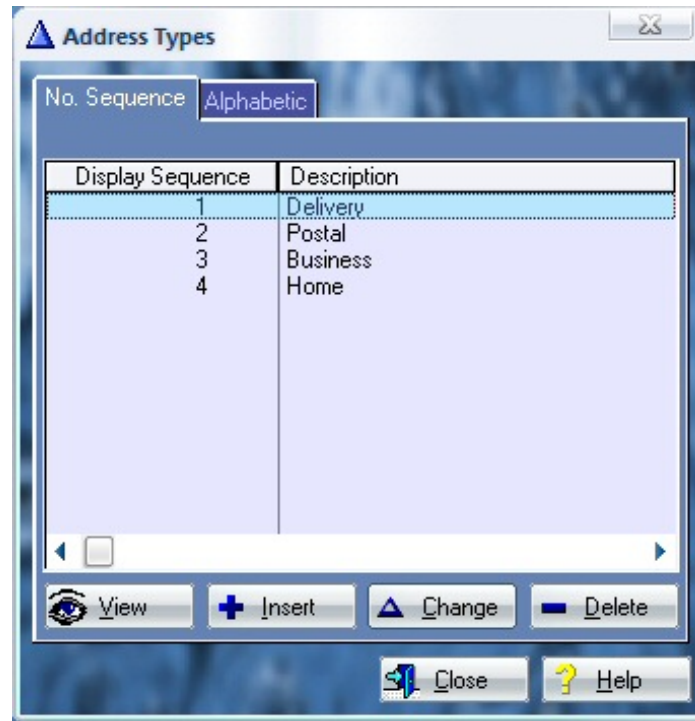 Address Types
No. Sequence Alphabetic
Display Sequence Description
1 Delivery
2 Postal
3 Business
4 Home
View Insert Change Delete
Close Help